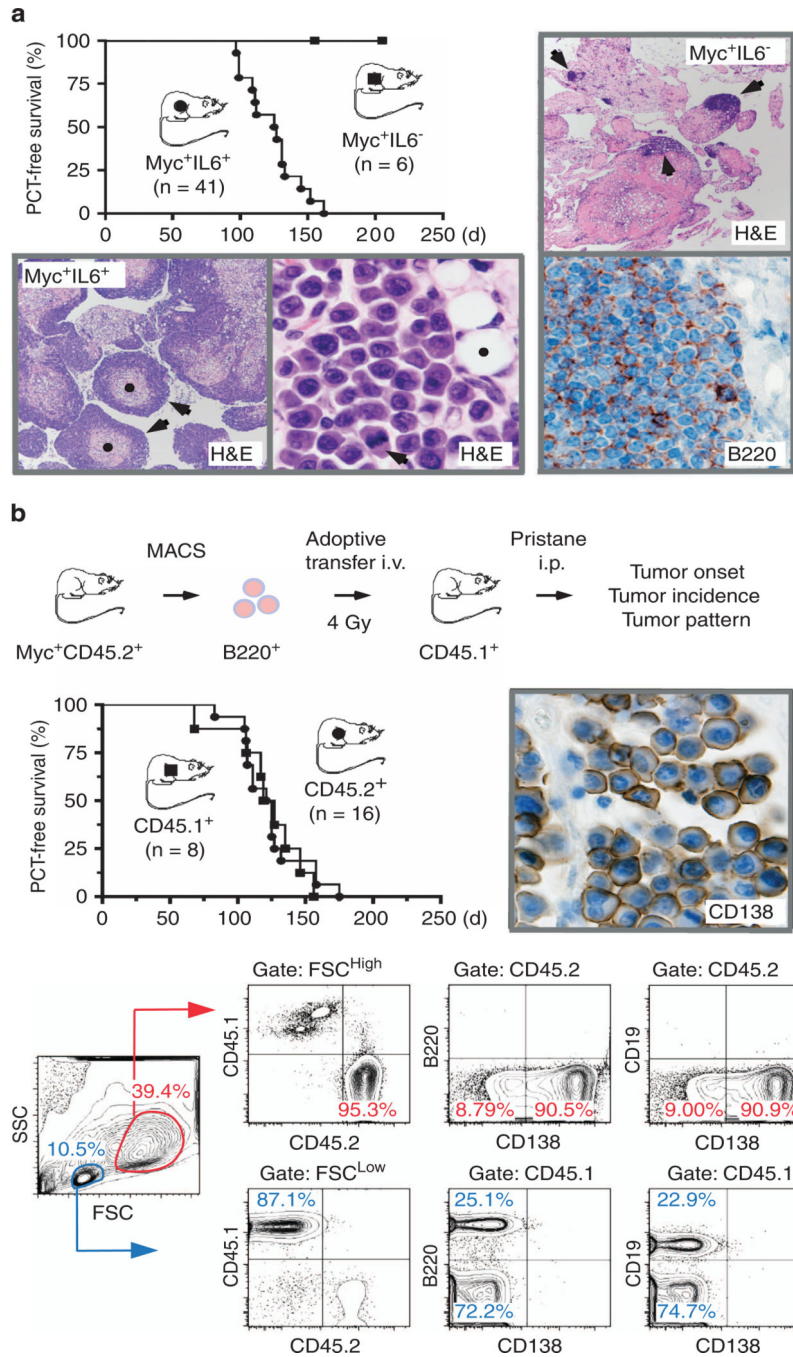 a
PCT-free survival (%)
100
75
50
25
0
0 50 100 150 200 250 (d)
Myc⁺IL6⁺
(n = 41)
Myc⁺IL6⁻
(n = 6)
Myc⁺IL6⁻
H&E
Myc⁺IL6⁺
H&E
H&E
B220
b
Myc⁺CD45.2⁺
MACS
B220⁺
Adoptive
transfer i.v.
4 Gy
CD45.1⁺
Pristane
i.p.
Tumor onset
Tumor incidence
Tumor pattern
PCT-free survival (%)
100
75
50
25
0
0 50 100 150 200 250 (d)
CD45.1⁺
(n = 8)
CD45.2⁺
(n = 16)
CD138
SSC
FSC
39.4%
10.5%
Gate: FSCᴴⁱᵍʰ
CD45.1
CD45.2
95.3%
Gate: CD45.2
B220
CD138
8.79% 90.5%
Gate: CD45.2
CD19
CD138
9.00% 90.9%
Gate: FSCᴸᵒʷ
CD45.1
CD45.2
87.1%
Gate: CD45.1
B220
CD138
25.1%
72.2%
Gate: CD45.1
CD19
CD138
22.9%
74.7%